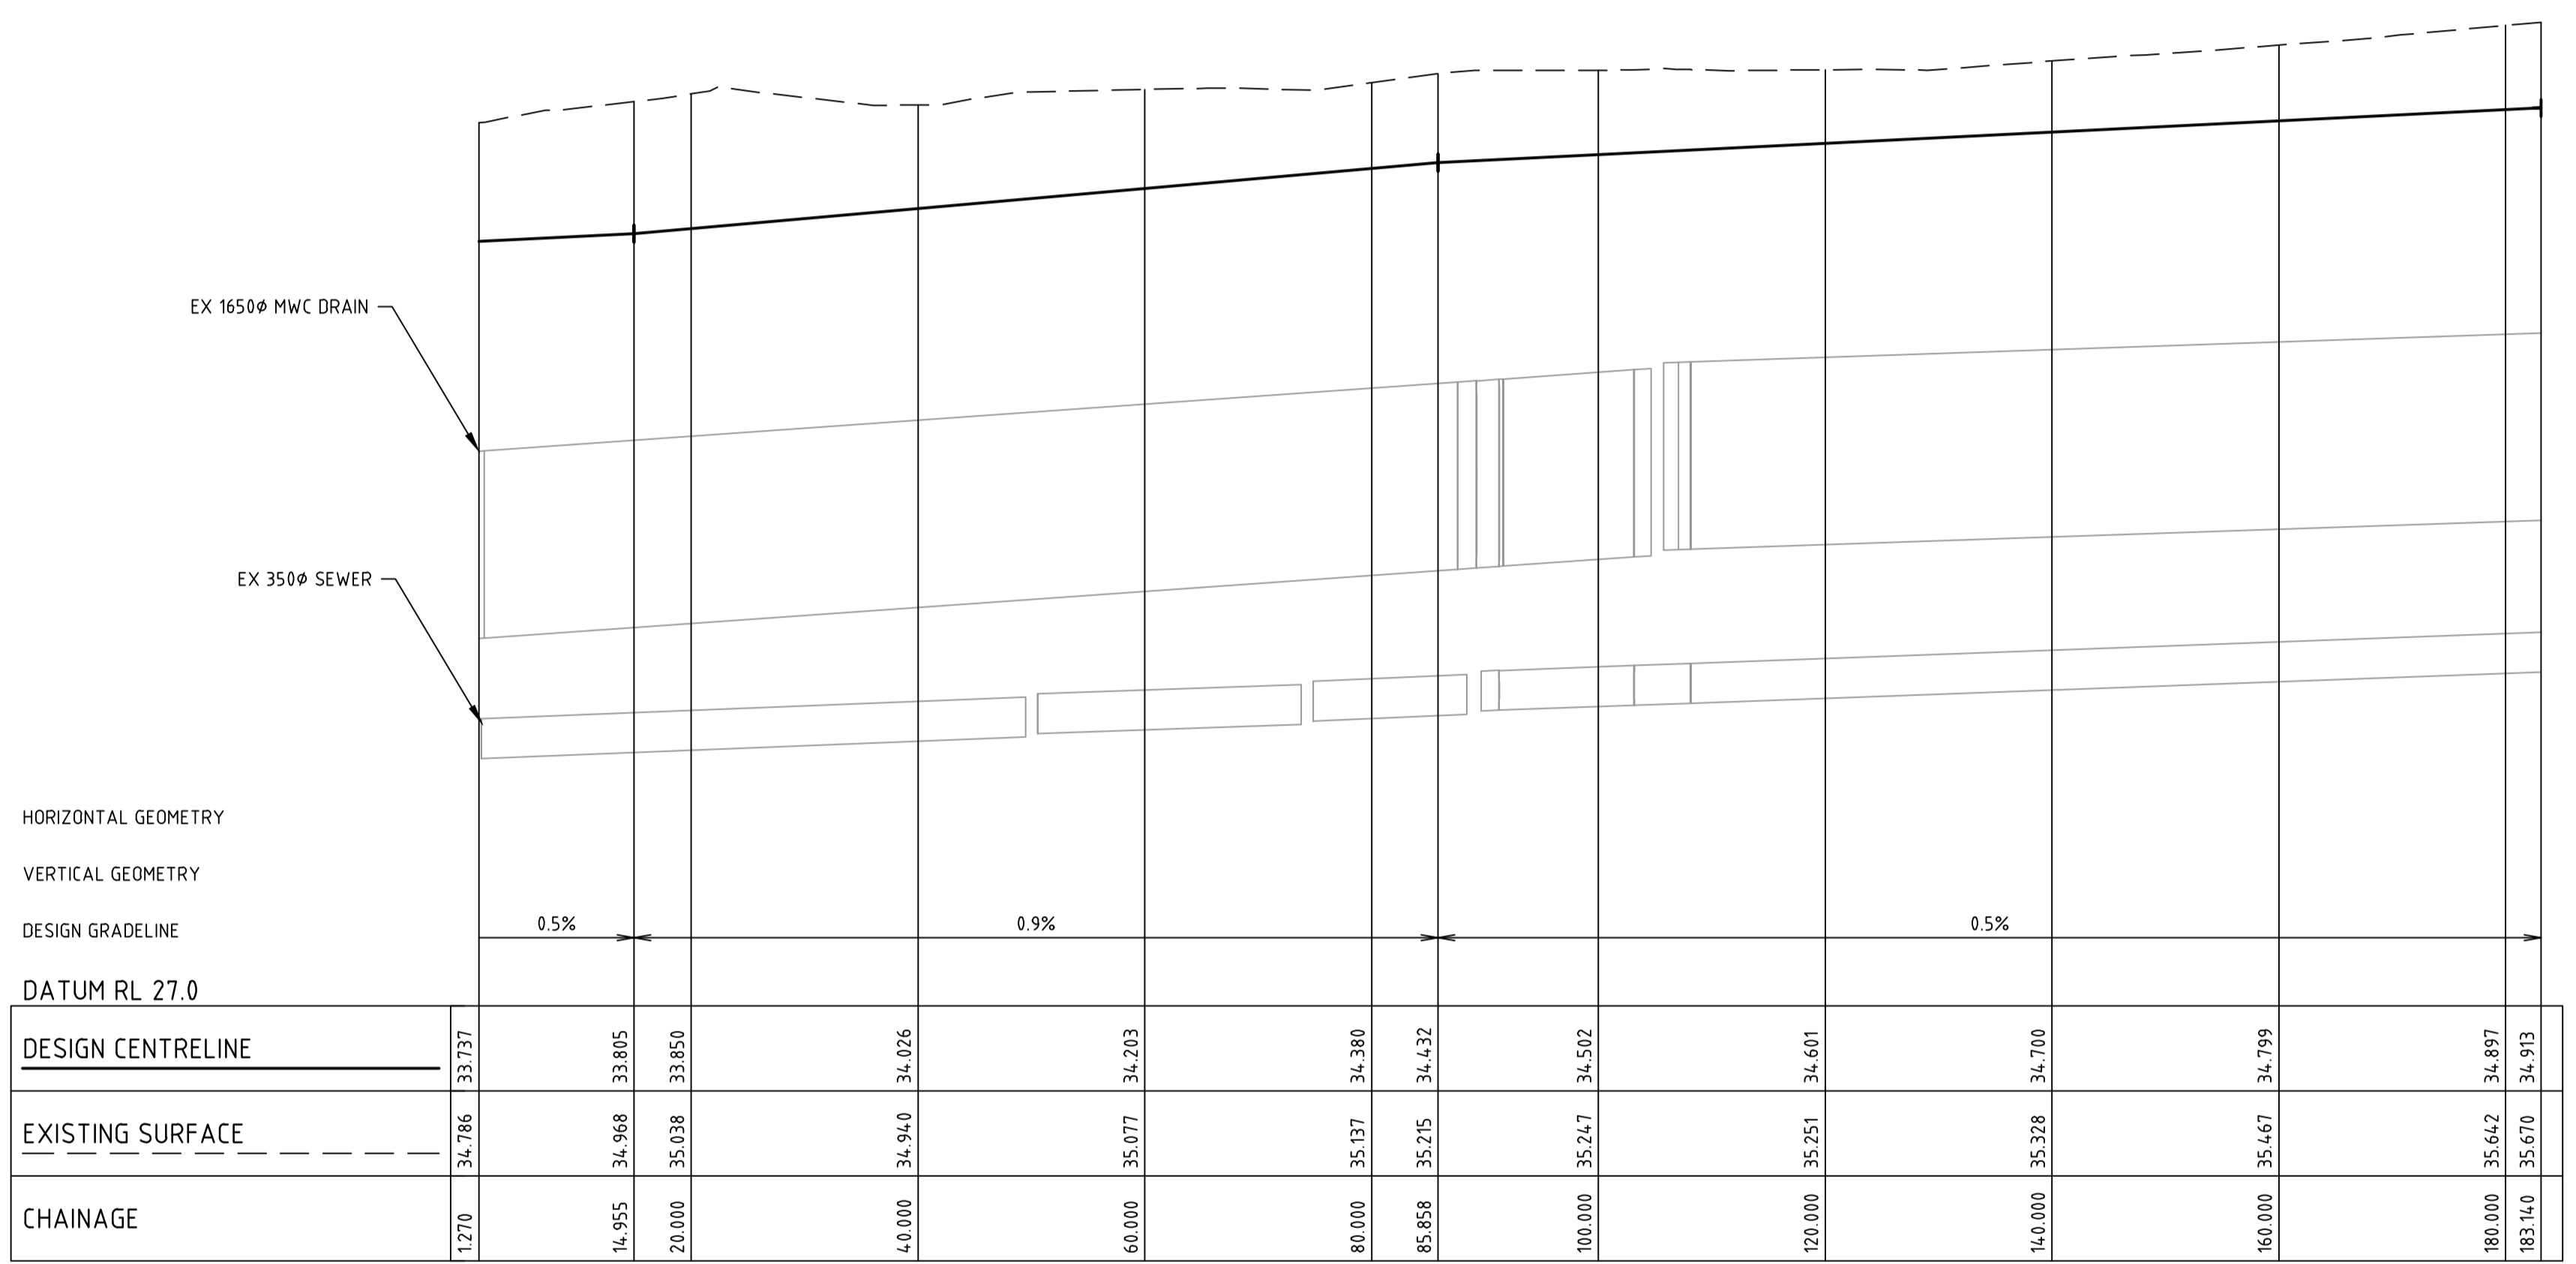 EX 1650Ø MWC DRAIN
EX 350Ø SEWER
HORIZONTAL GEOMETRY
VERTICAL GEOMETRY
DESIGN GRADELINE 0.5% 0.9% 0.5%
DATUM RL 27.0
DESIGN CENTRELINE 33.737 33.805 33.850 34.026 34.203 34.380 34.432 34.502 34.601 34.700 34.799 34.897 34.913
EXISTING SURFACE 34.786 34.968 35.038 34.940 35.077 35.137 35.215 35.247 35.251 35.328 35.467 35.642 35.670
CHAINAGE 1.270 14.955 20.000 40.000 60.000 80.000 85.858 100.000 120.000 140.000 160.000 180.000 183.140